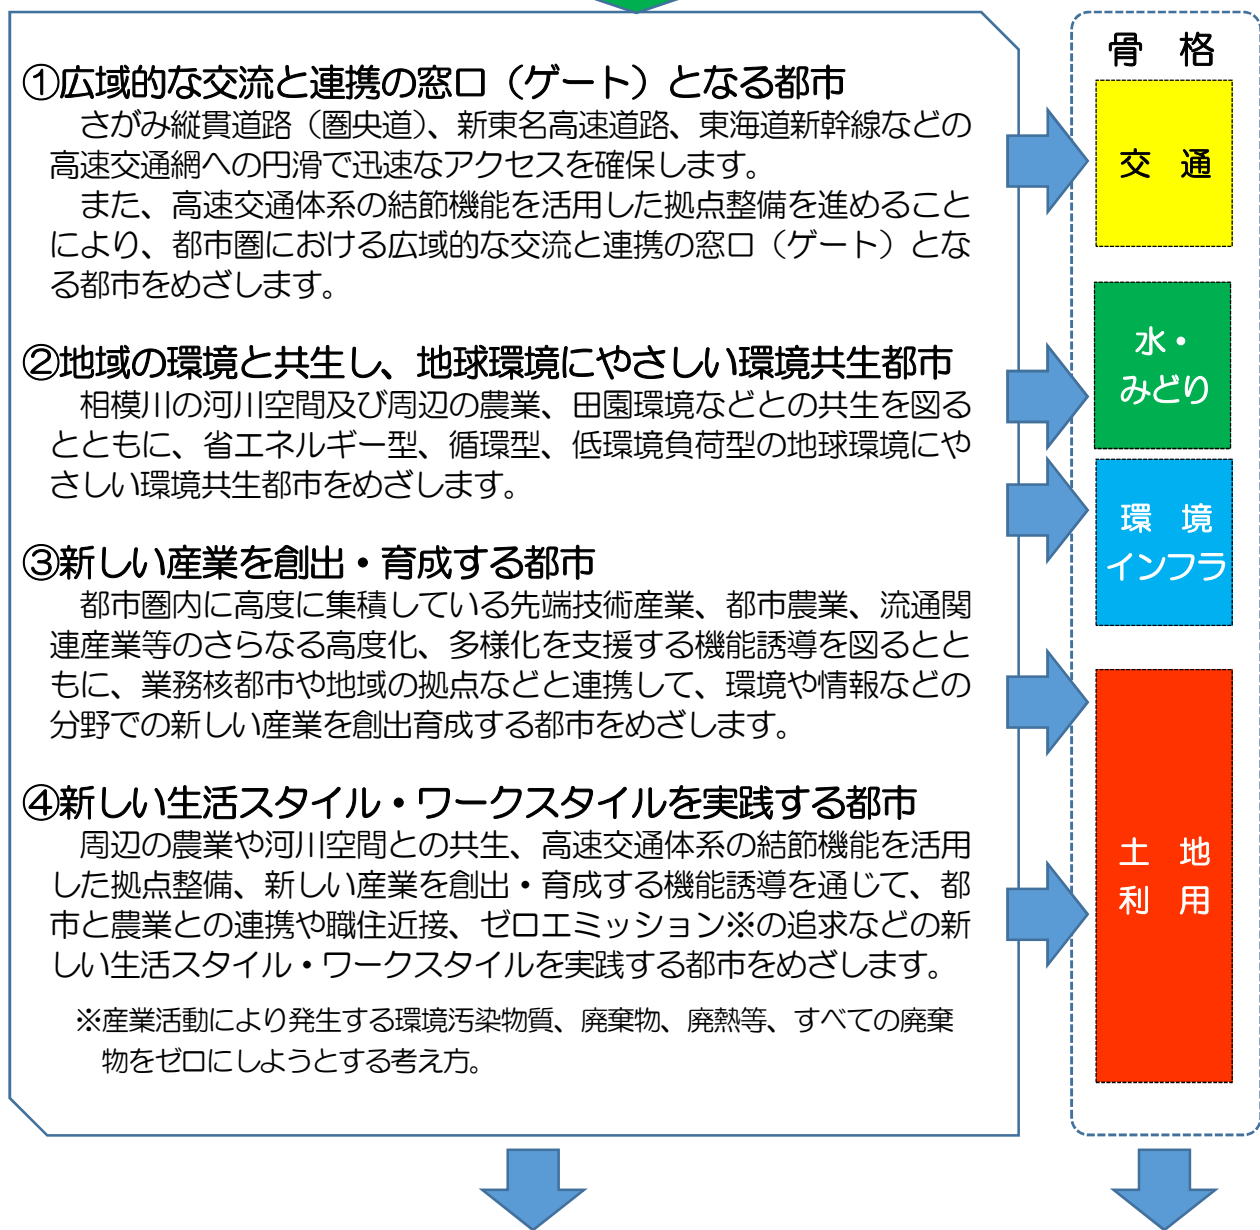 ①広域的な交流と連携の窓口（ゲート）となる都市
さがみ縦貫道路（圏央道）、新東名高速道路、東海道新幹線などの
高速交通網への円滑で迅速なアクセスを確保します。
また、高速交通体系の結節機能を活用した拠点整備を進めること
により、都市圏における広域的な交流と連携の窓口（ゲート）とな
る都市をめざします。
②地域の環境と共生し、地球環境にやさしい環境共生都市
相模川の河川空間及び周辺の農業、田園環境などとの共生を図る
とともに、省エネルギー型、循環型、低環境負荷型の地球環境にや
さしい環境共生都市をめざします。
③新しい産業を創出・育成する都市
都市圏内に高度に集積している先端技術産業、都市農業、流通関
連産業等のさらなる高度化、多様化を支援する機能誘導を図るとと
もに、業務核都市や地域の拠点などと連携して、環境や情報などの
分野での新しい産業を創出育成する都市をめざします。
④新しい生活スタイル・ワークスタイルを実践する都市
周辺の農業や河川空間との共生、高速交通体系の結節機能を活用
した拠点整備、新しい産業を創出・育成する機能誘導を通じて、都
市と農業との連携や職住近接、ゼロエミッション※の追求などの新
しい生活スタイル・ワークスタイルを実践する都市をめざします。
※産業活動により発生する環境汚染物質、廃棄物、廃熱等、すべての廃棄
物をゼロにしようとする考え方。
骨　格
交　通
水・
みどり
環　境
インフラ
土　地
利　用